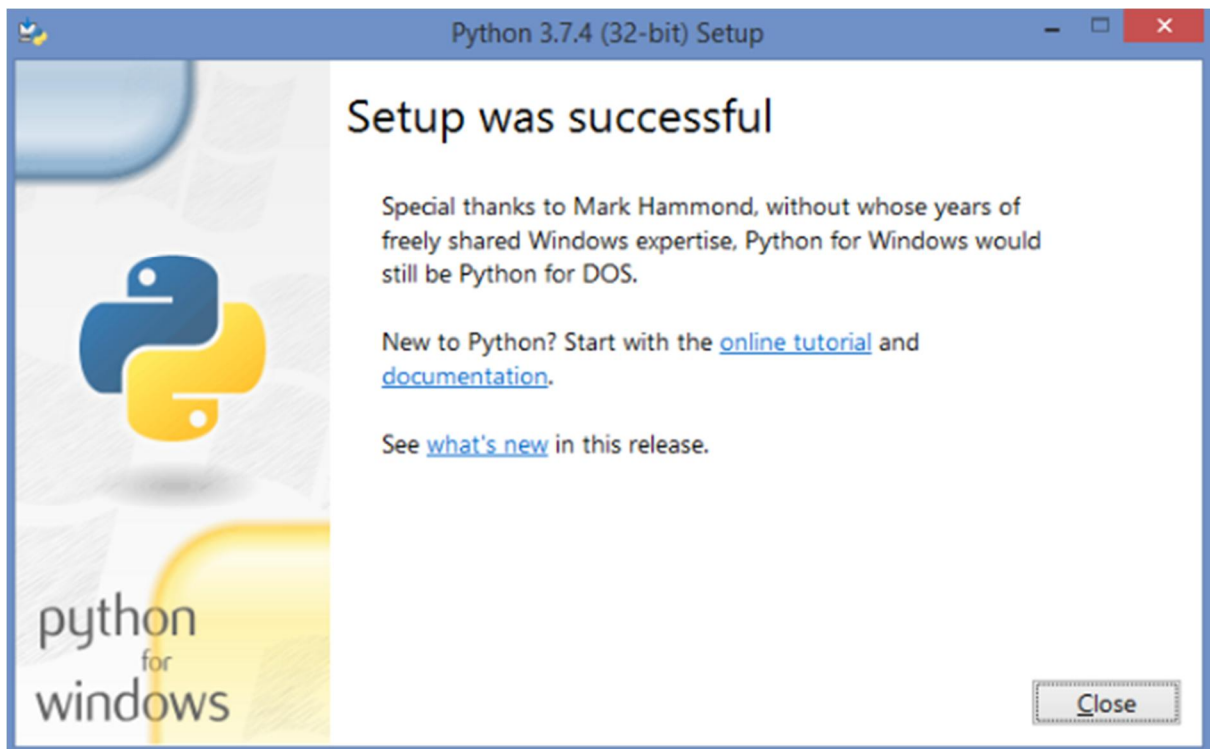 Python 3.7.4 (32-bit) Setup
Setup was successful
Special thanks to Mark Hammond, without whose years of
freely shared Windows expertise, Python for Windows would
still be Python for DOS.
New to Python? Start with the online tutorial and
documentation.
See what's new in this release.
python
for
windows
Close